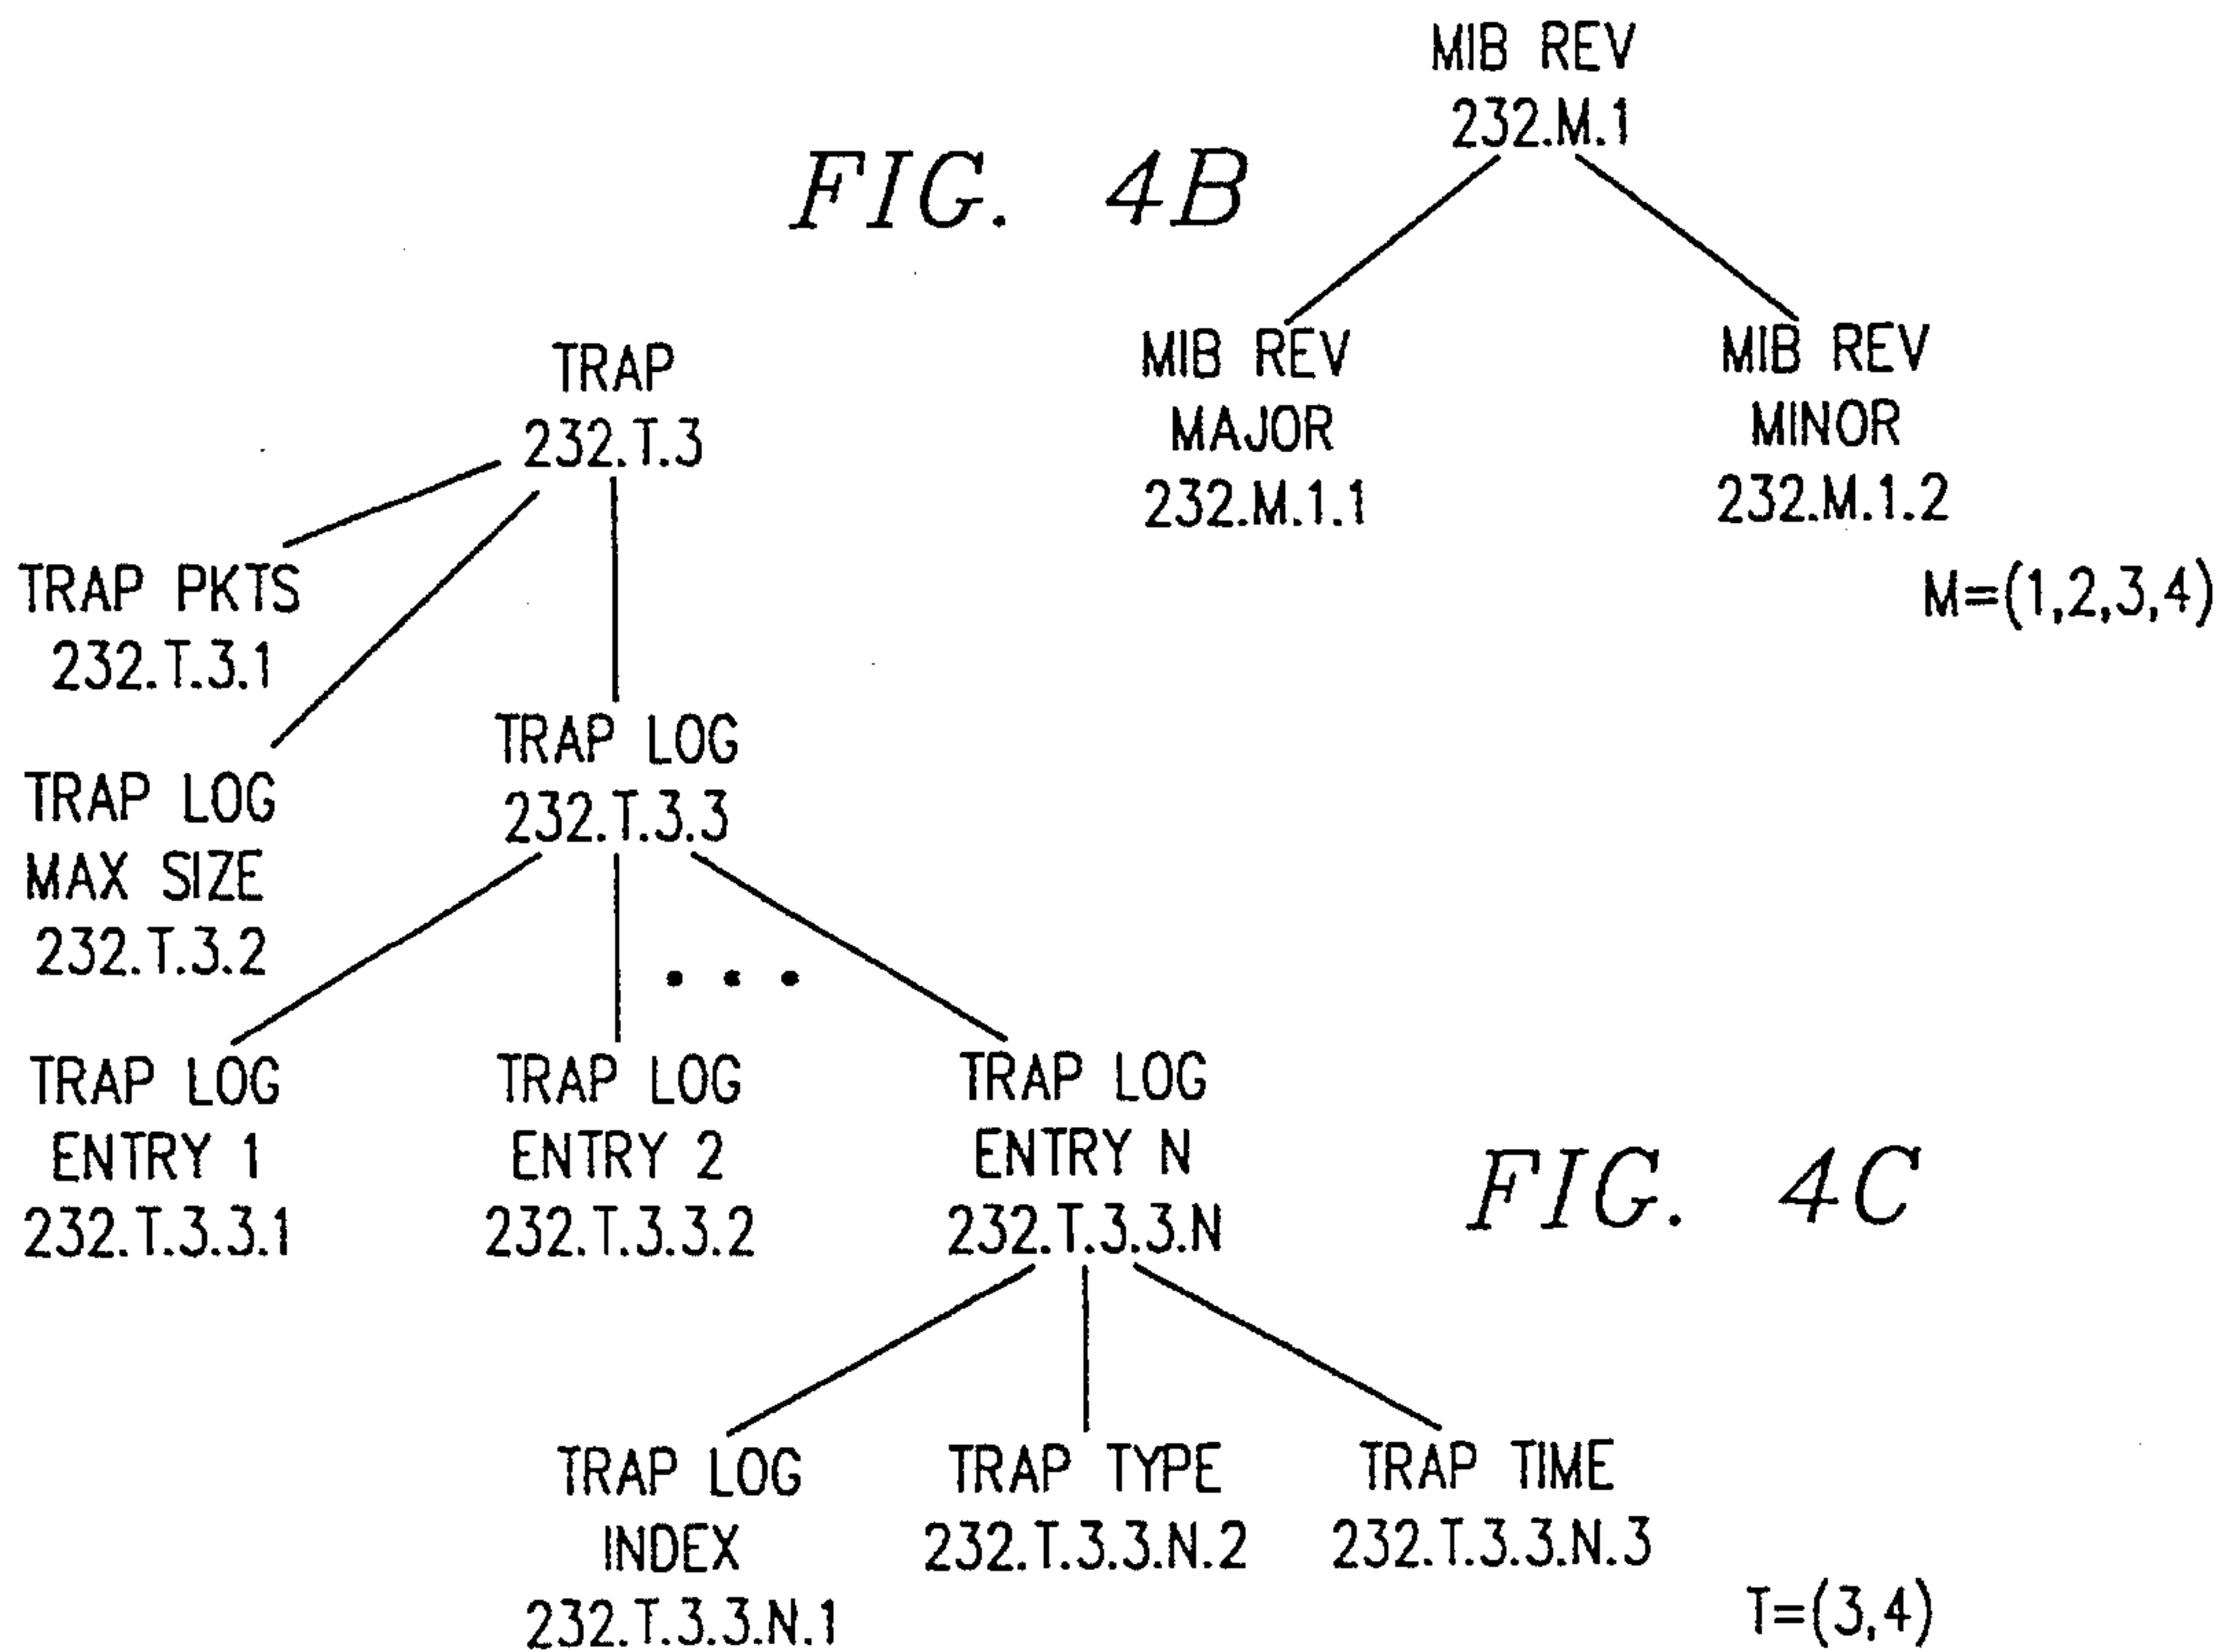 MIB REV
232.M.1
FIG. 4B
MIB REV
MAJOR
232.M.1.1
MIB REV
MINOR
232.M.1.2
M=(1,2,3,4)
TRAP
232.T.3
TRAP PKTS
232.T.3.1
TRAP LOG
MAX SIZE
232.T.3.2
TRAP LOG
232.T.3.3
• • •
TRAP LOG
ENTRY 1
232.T.3.3.1
TRAP LOG
ENTRY 2
232.T.3.3.2
TRAP LOG
ENTRY N
232.T.3.3.N
FIG. 4C
TRAP LOG
INDEX
232.T.3.3.N.1
TRAP TYPE
232.T.3.3.N.2
TRAP TIME
232.T.3.3.N.3
T=(3,4)